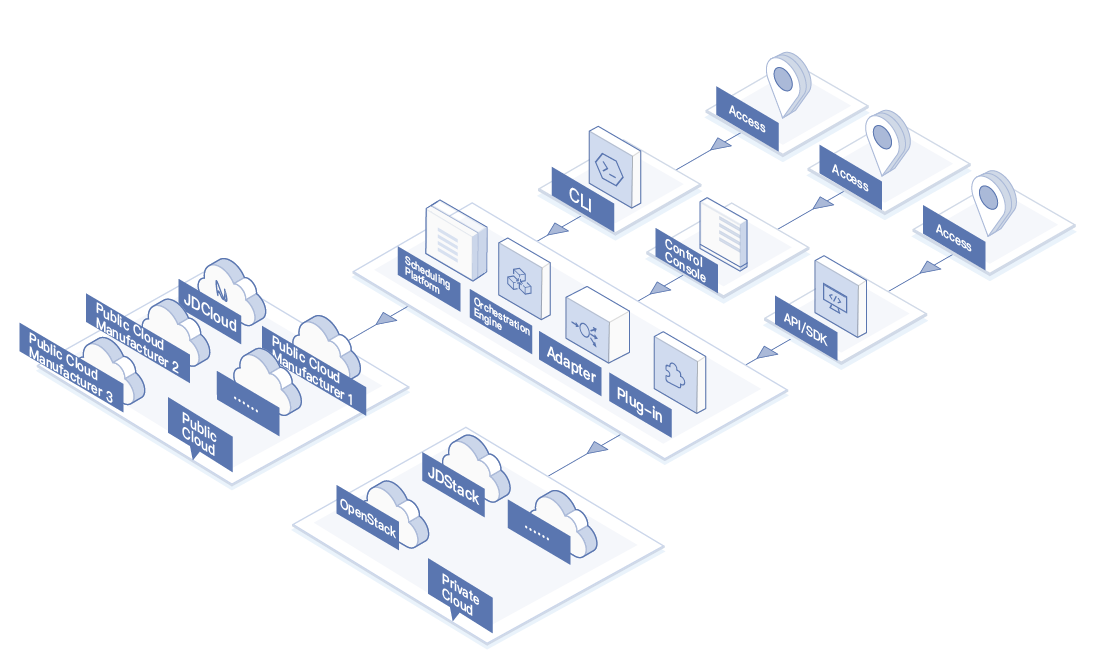 Access
Access
Access
CLI
Control
Console
API/SDK
Scheduling
Platform
Orchestration
Engine
Adapter
Plug-in
JDCloud
Public Cloud
Manufacturer 2
Public Cloud
Manufacturer 3
Public Cloud
Manufacturer 1
......
Public
Cloud
JDStack
OpenStack
......
Private
Cloud